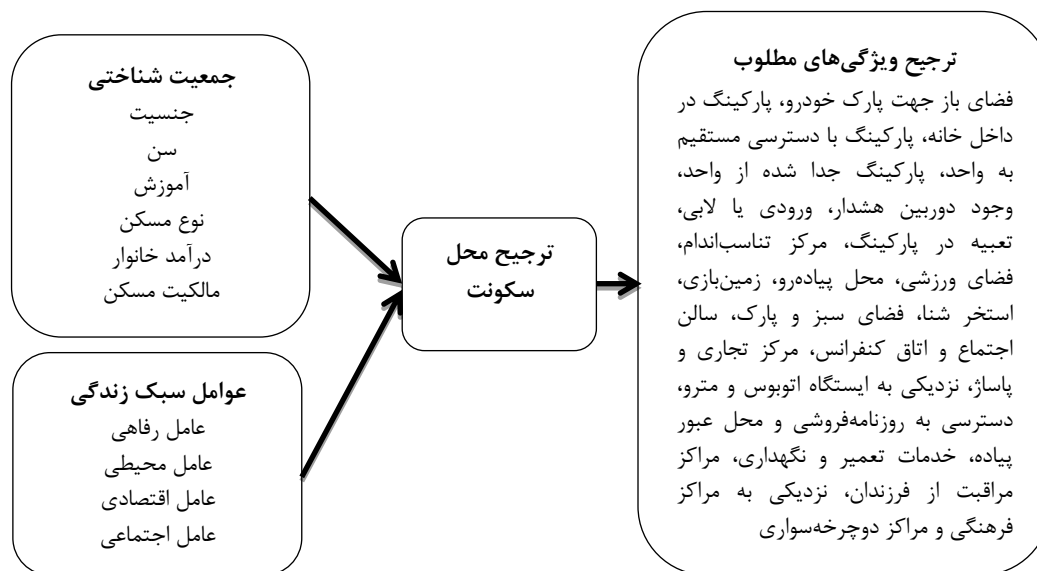 جمعیت شناختی
جنسیت
سن
آموزش
نوع مسکن
درآمد خانوار
مالکیت مسکن
عوامل سبک زندگی
عامل رفاهی
عامل محیطی
عامل اقتصادی
عامل اجتماعی
ترجیح محل
سکونت
ترجیح ویژگی‌های مطلوب
فضای باز جهت پارک خودرو، پارکینگ در
داخل خانه، پارکینگ با دسترسی مستقیم
به واحد، پارکینگ جدا شده از واحد،
وجود دوربین هشدار، ورودی یا لابی،
تعبیه در پارکینگ، مرکز تناسب‌اندام،
فضای ورزشی، محل پیاده‌رو، زمین‌بازی،
استخر شنا، فضای سبز و پارک، سالن
اجتماع و اتاق کنفرانس، مرکز تجاری و
پاساژ، نزدیکی به ایستگاه اتوبوس و مترو،
دسترسی به روزنامه‌فروشی و محل عبور
پیاده، خدمات تعمیر و نگهداری، مراکز
مراقبت از فرزندان، نزدیکی به مراکز
فرهنگی و مراکز دوچرخه‌سواری